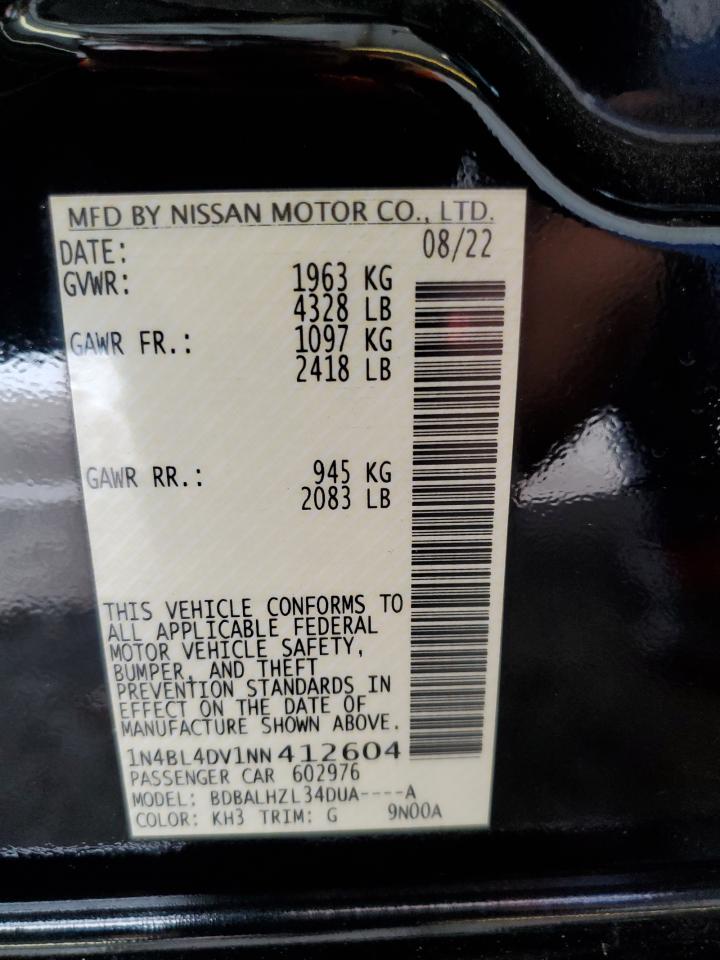 MFD BY NISSAN MOTOR CO., LTD.
DATE: 08/22
GVWR: 1963 KG
4328 LB
GAWR FR.: 1097 KG
2418 LB
GAWR RR.: 945 KG
2083 LB
THIS VEHICLE CONFORMS TO
ALL APPLICABLE FEDERAL
MOTOR VEHICLE SAFETY,
BUMPER, AND THEFT
PREVENTION STANDARDS IN
EFFECT ON THE DATE OF
MANUFACTURE SHOWN ABOVE.
1N4BL4DV1NN412604
PASSENGER CAR 602976
MODEL: BDBALHZL34DUA----A
COLOR: KH3 TRIM: G 9N00A